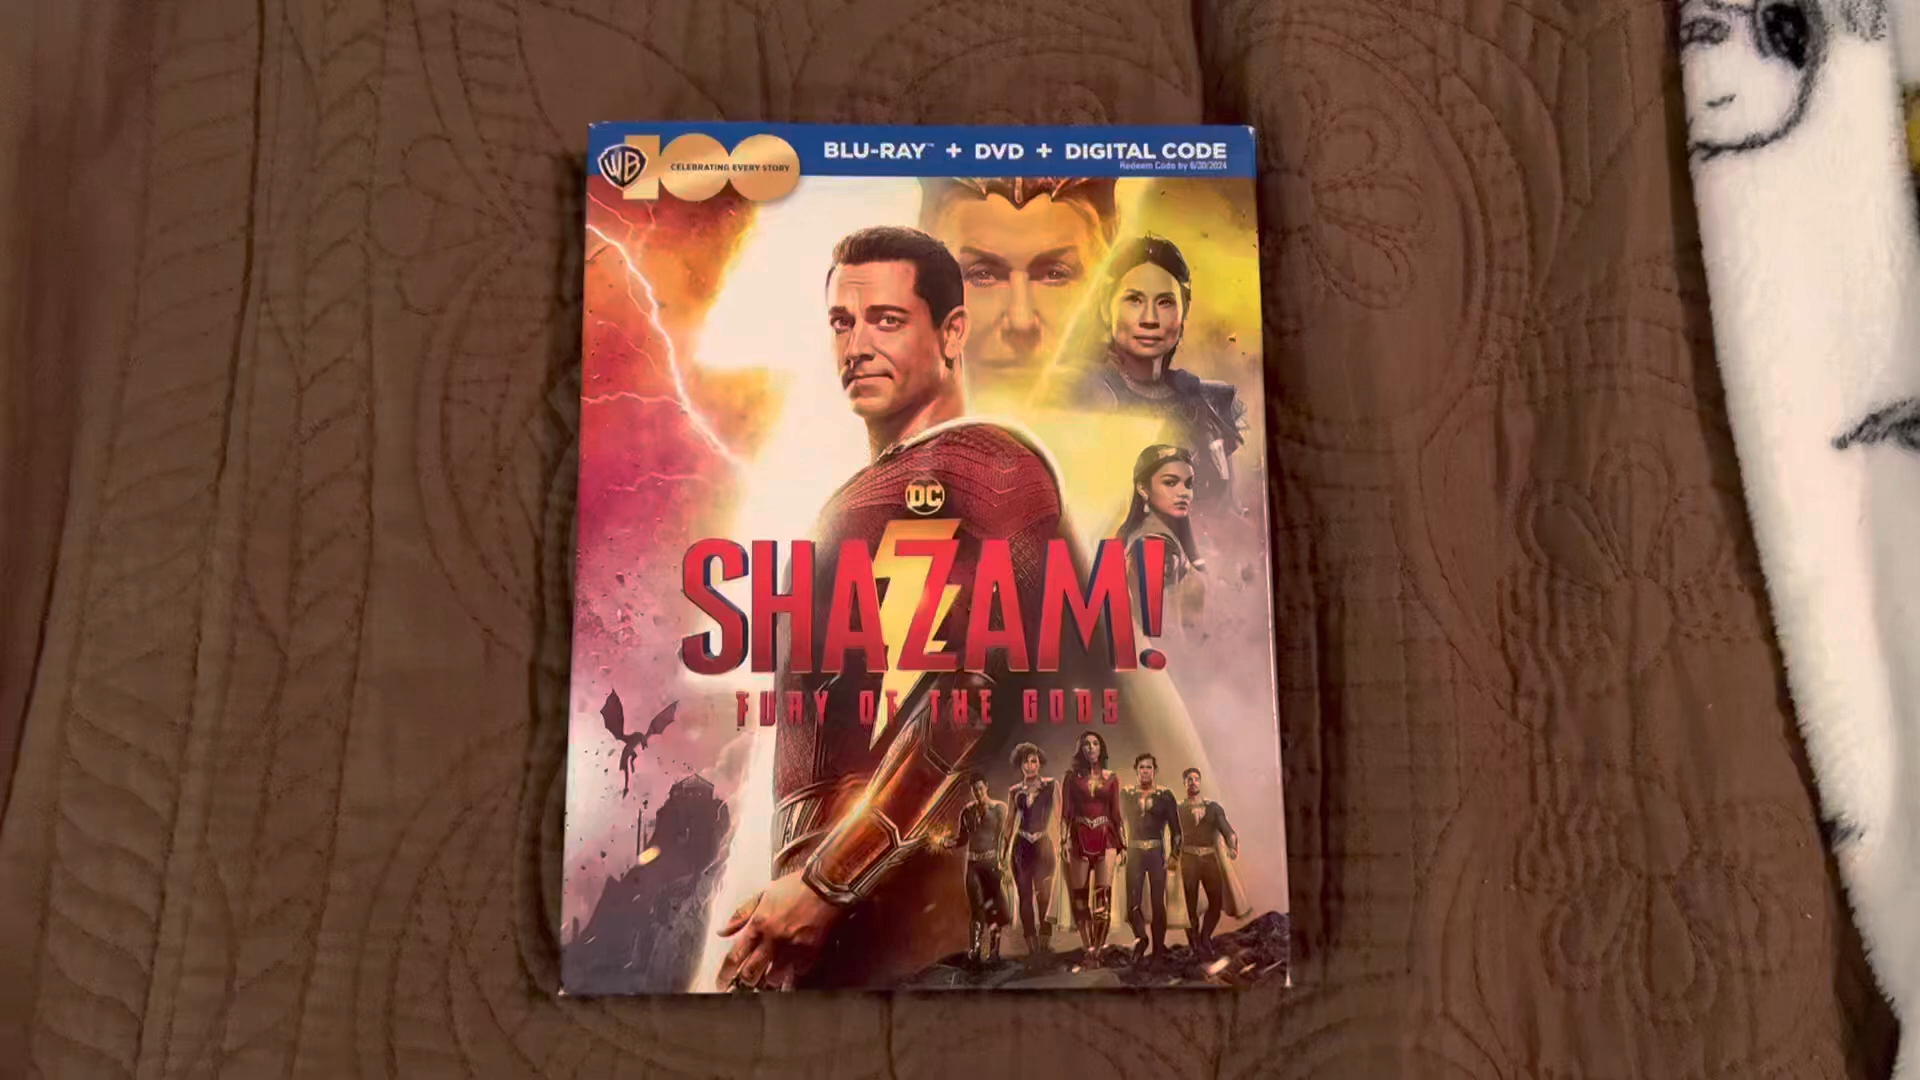 WB 100 CELEBRATING EVERY STORY
BLU-RAY™ + DVD + DIGITAL CODE
Redeem Code by 6/30/2024
DC
SHAZAM!
FURY OF THE GODS